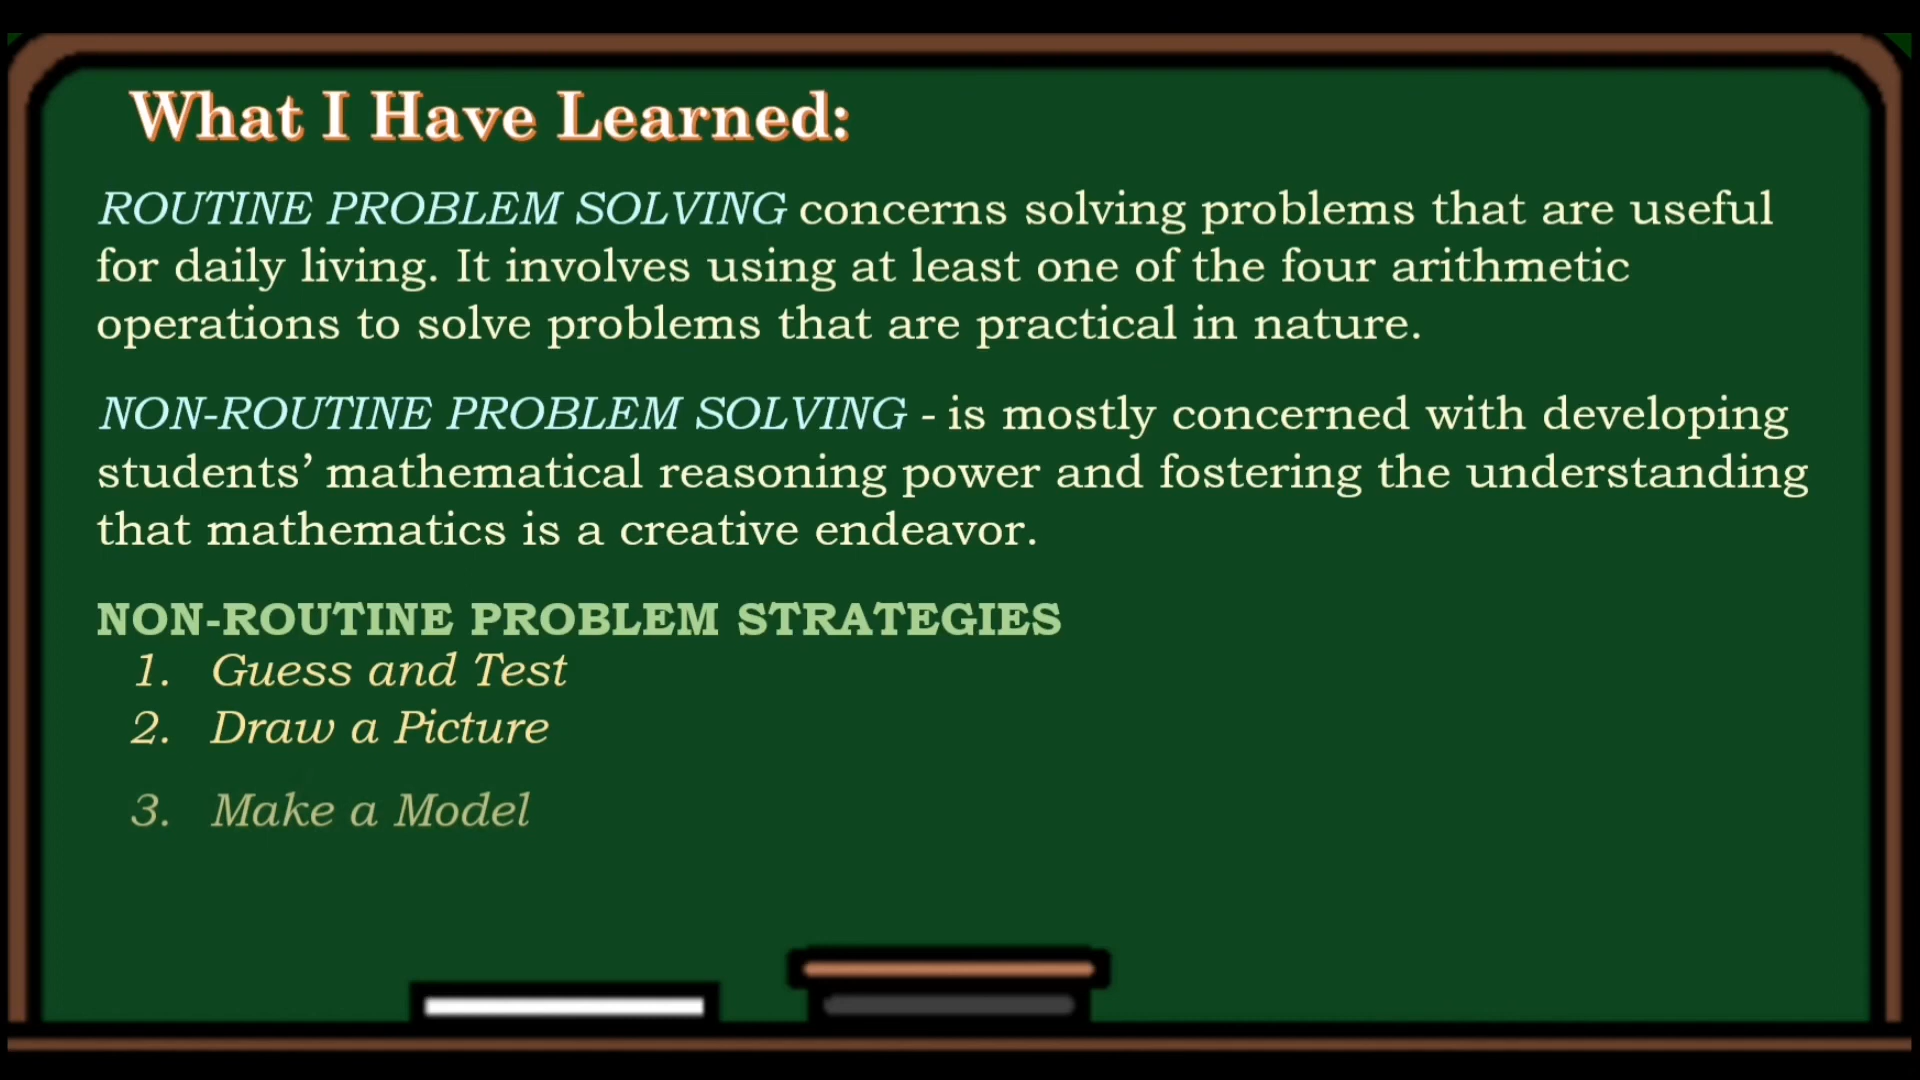 What I Have Learned:
ROUTINE PROBLEM SOLVING concerns solving problems that are useful
for daily living. It involves using at least one of the four arithmetic
operations to solve problems that are practical in nature.
NON-ROUTINE PROBLEM SOLVING - is mostly concerned with developing
students’ mathematical reasoning power and fostering the understanding
that mathematics is a creative endeavor.
NON-ROUTINE PROBLEM STRATEGIES
1. Guess and Test
2. Draw a Picture
3. Make a Model